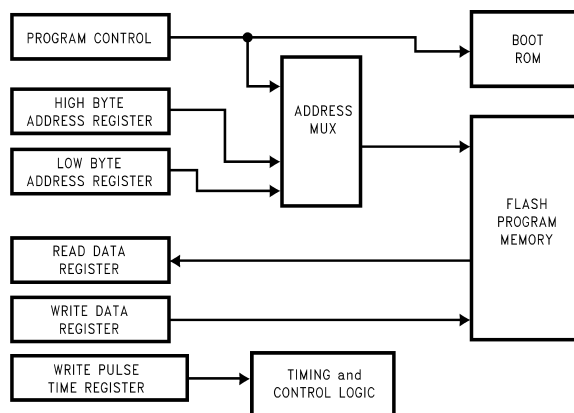 PROGRAM CONTROL
BOOT
ROM
HIGH BYTE
ADDRESS REGISTER
ADDRESS
MUX
LOW BYTE
ADDRESS REGISTER
FLASH
PROGRAM
MEMORY
READ DATA
REGISTER
WRITE DATA
REGISTER
WRITE PULSE
TIME REGISTER
TIMING and
CONTROL LOGIC